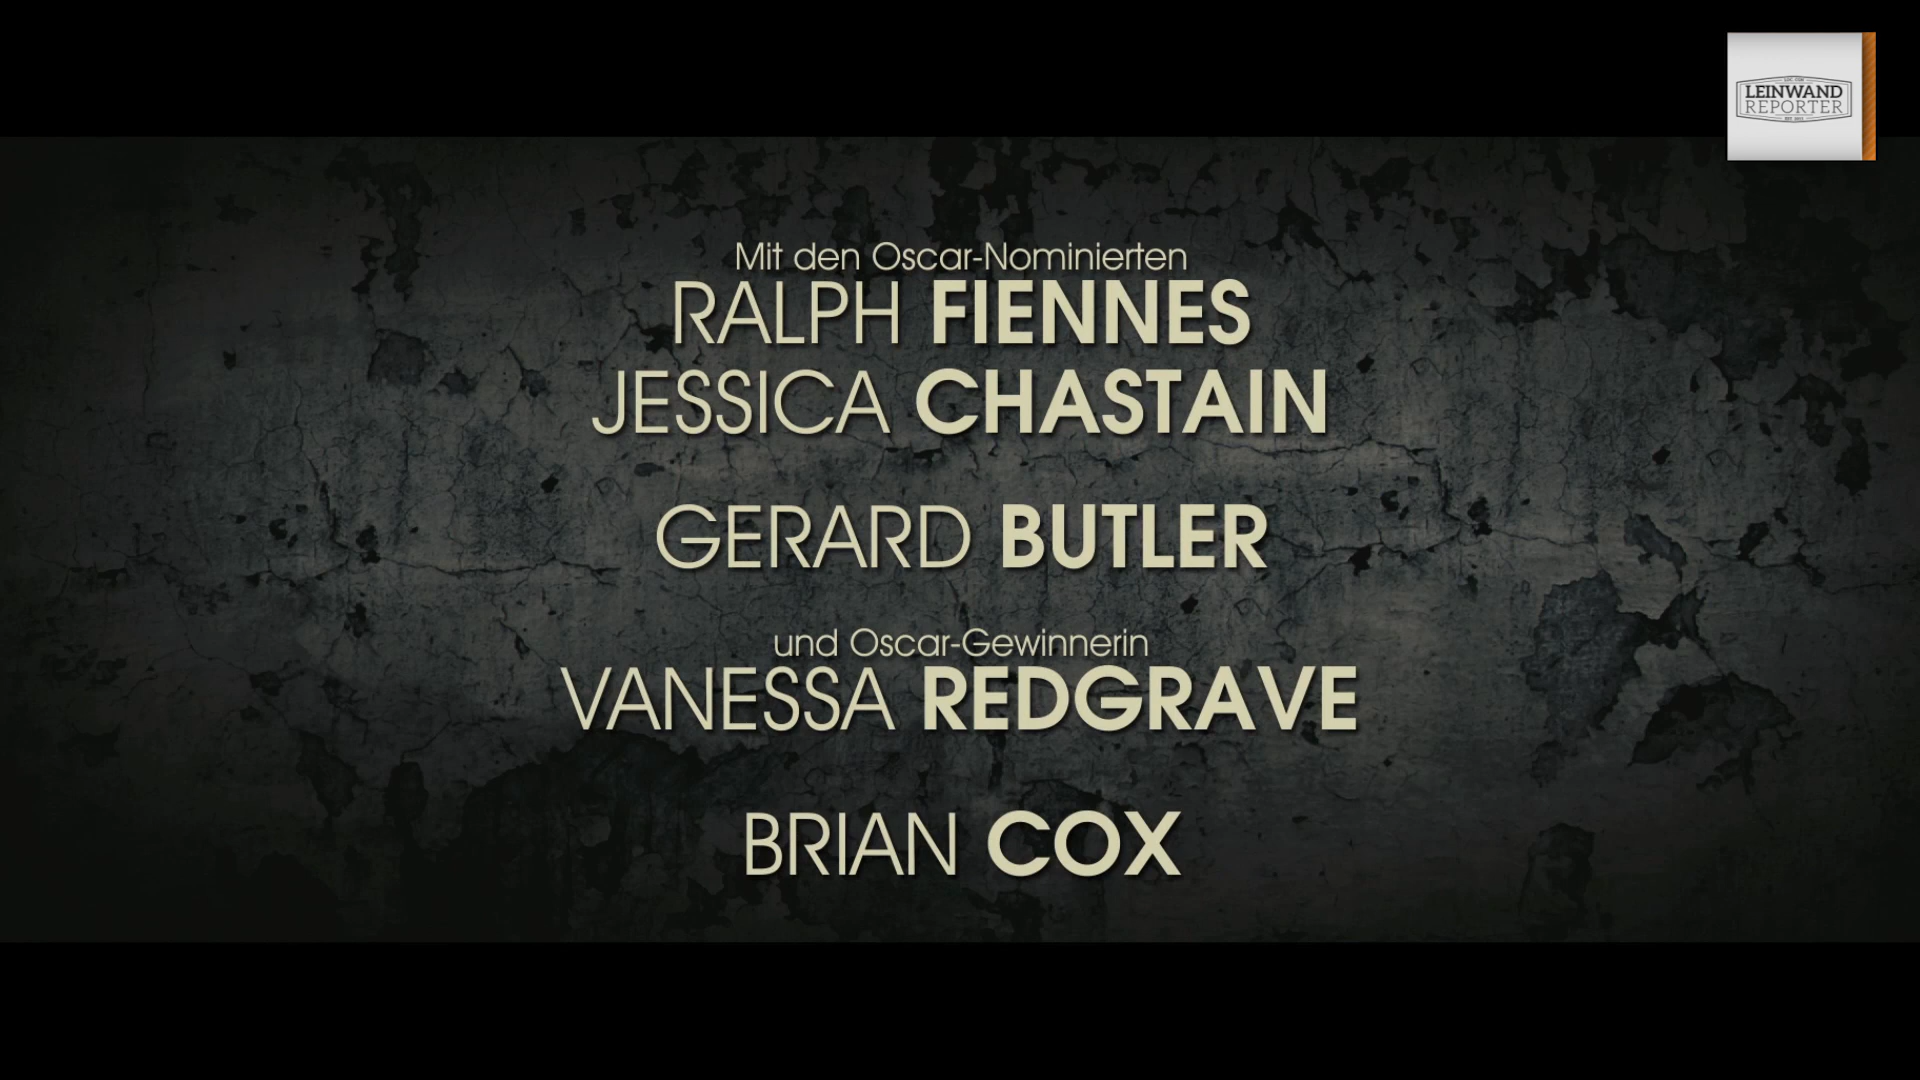 LEINWAND
REPORTER
Mit den Oscar-Nominierten
RALPH FIENNES
JESSICA CHASTAIN
GERARD BUTLER
und Oscar-Gewinnerin
VANESSA REDGRAVE
BRIAN COX